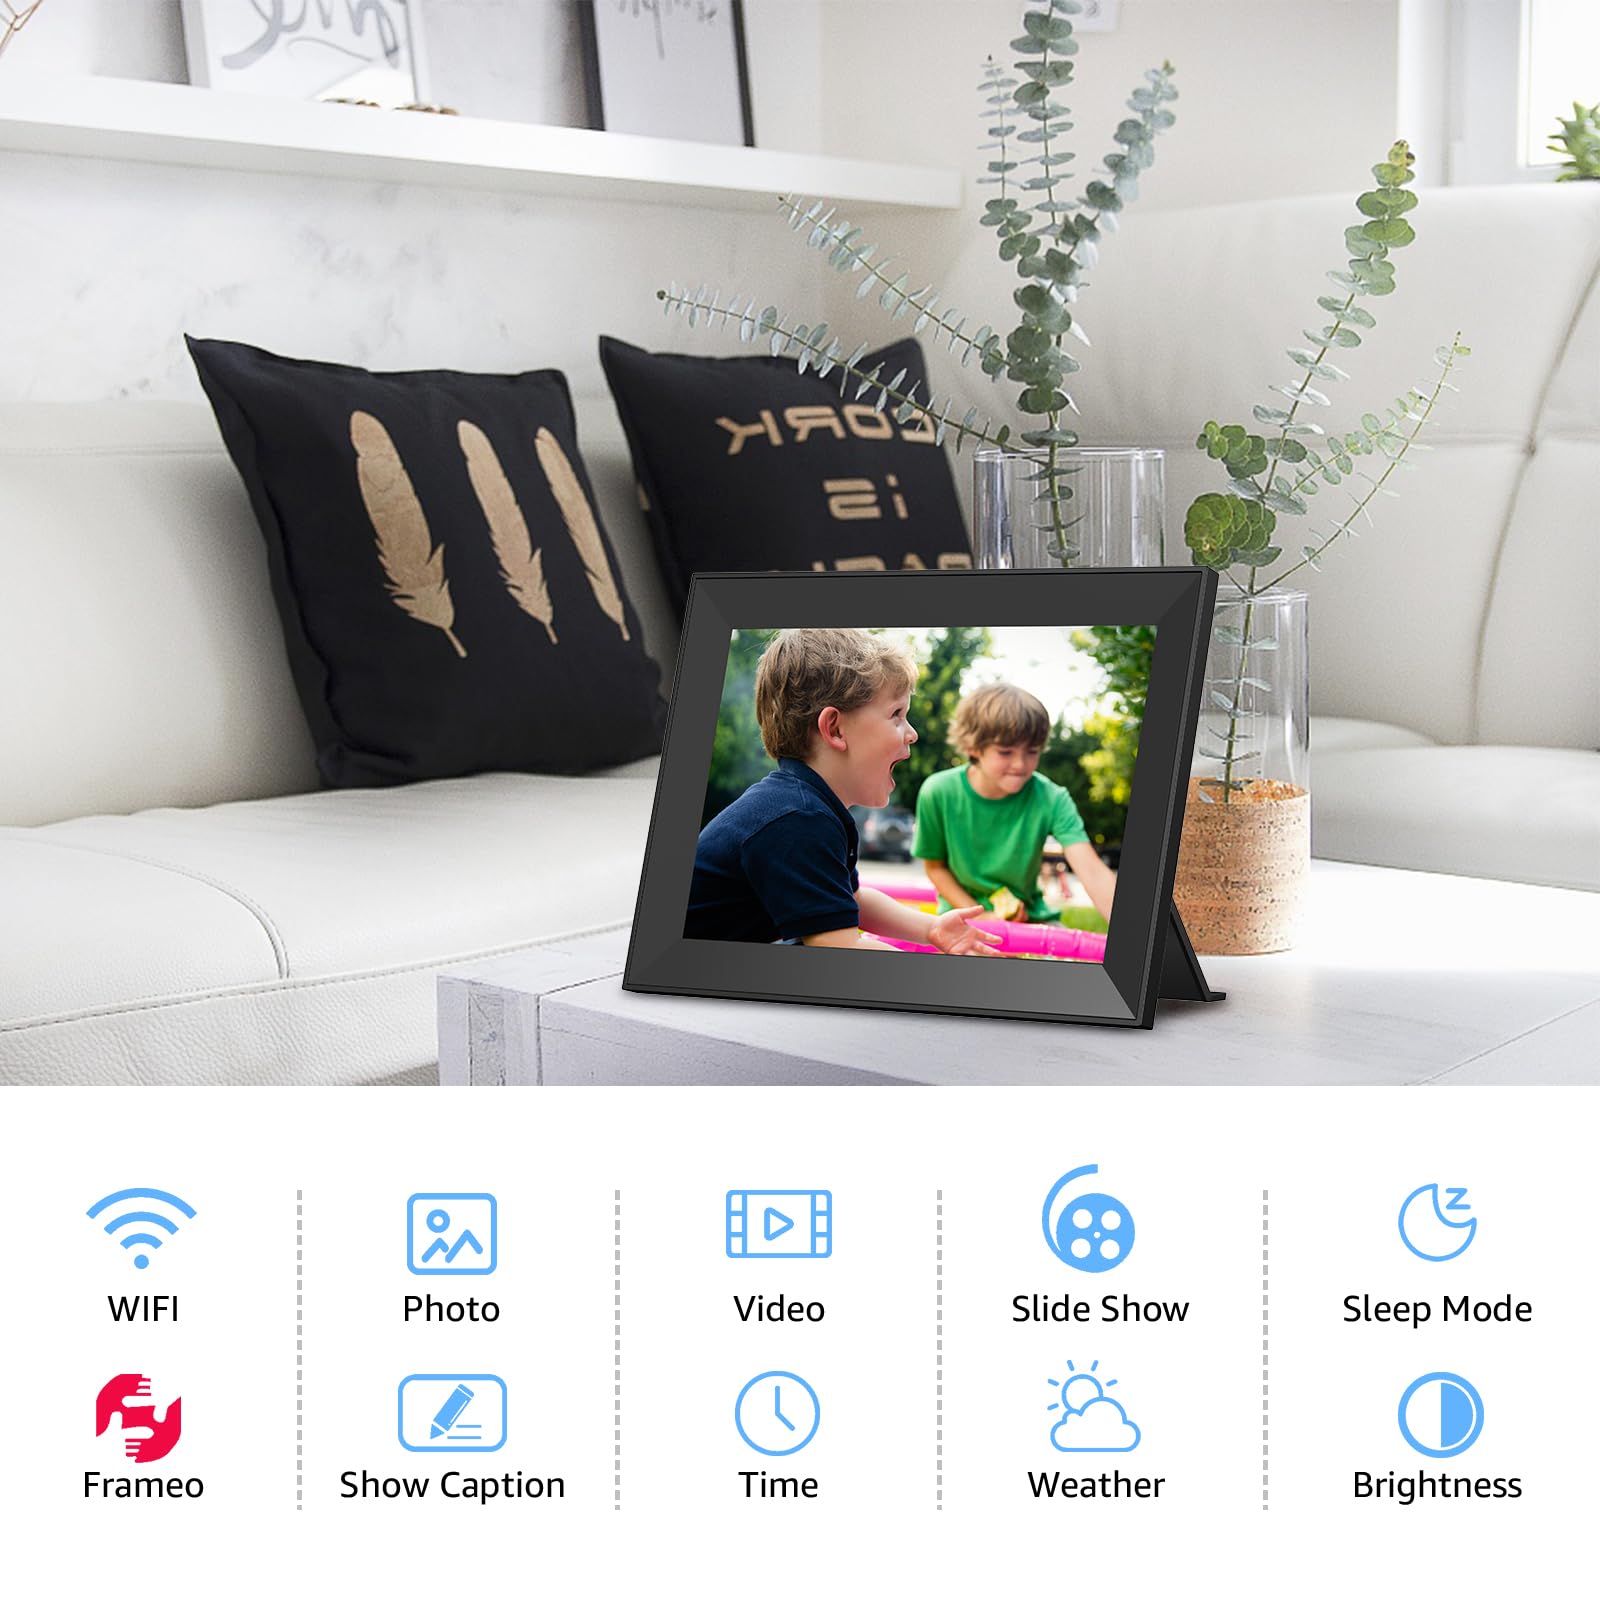 WIFI
Photo
Video
Slide Show
Sleep Mode
Frameo
Show Caption
Time
Weather
Brightness